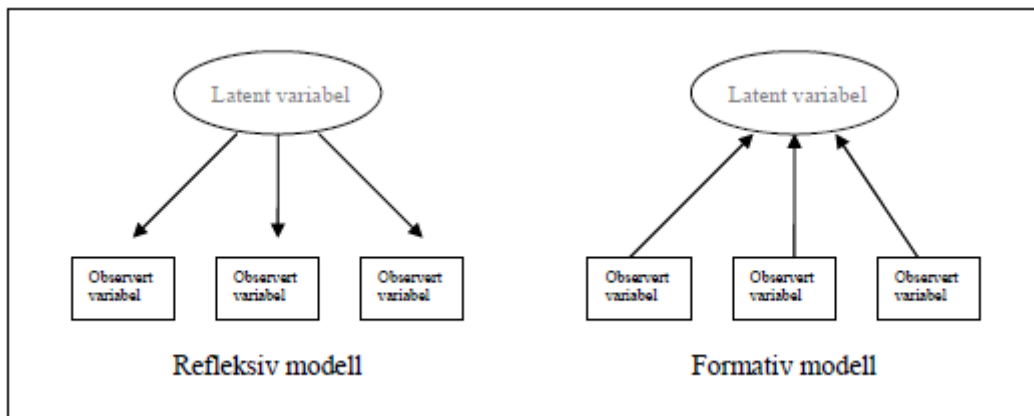 Latent variabel
Observert
variabel
Observert
variabel
Observert
variabel
Refleksiv modell
Latent variabel
Observert
variabel
Observert
variabel
Observert
variabel
Formativ modell